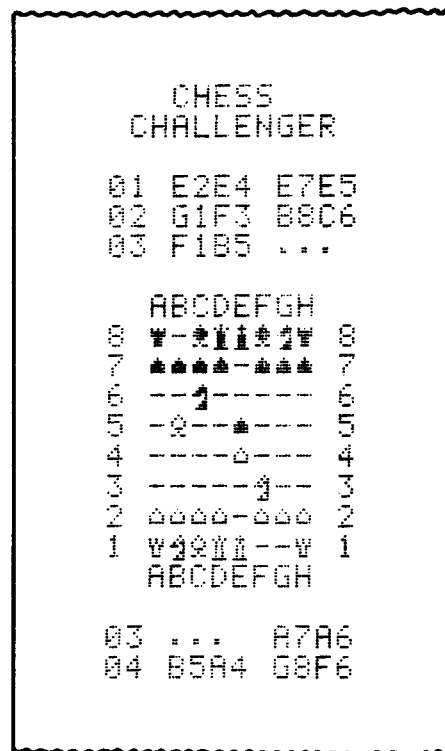 CHESS
CHALLENGER
01 E2E4 E7E5
02 G1F3 B8C6
03 F1B5 ...
ABCDEFGH
8 - 8
7 - 7
6 -- ----- 6
5 - -- --- 5
4 ---- --- 4
3 ----- -- 3
2 - 2
1 -- 1
ABCDEFGH
03 ... A7A6
04 B5A4 G8F6